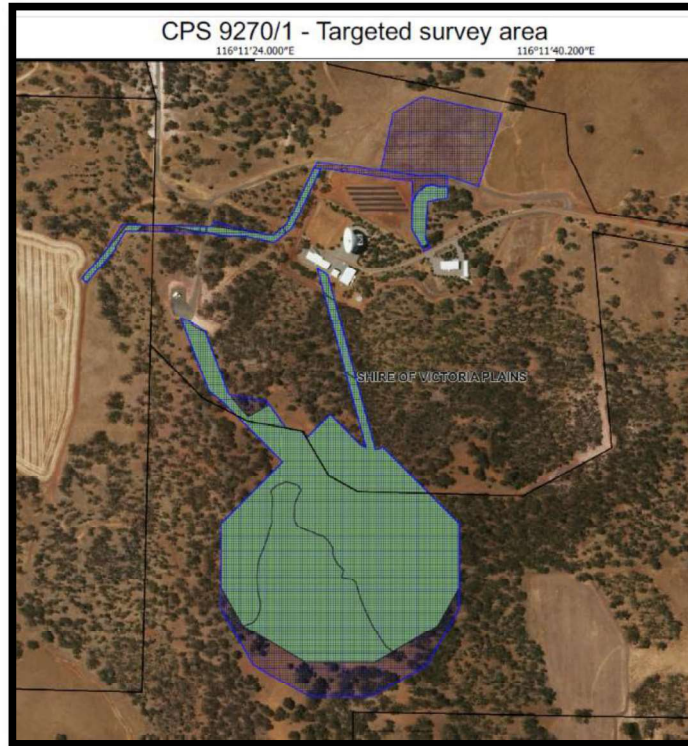 CPS 9270/1 - Targeted survey area
116°11'24.000"E 116°11'40.200"E
SHIRE OF VICTORIA PLAINS